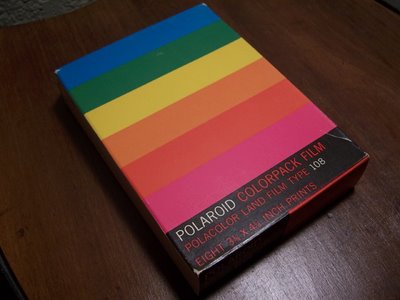 POLAROID COLORPACK FILM
POLACOLOR LAND FILM TYPE 108
EIGHT 3¼ X 4¼ INCH PRINTS